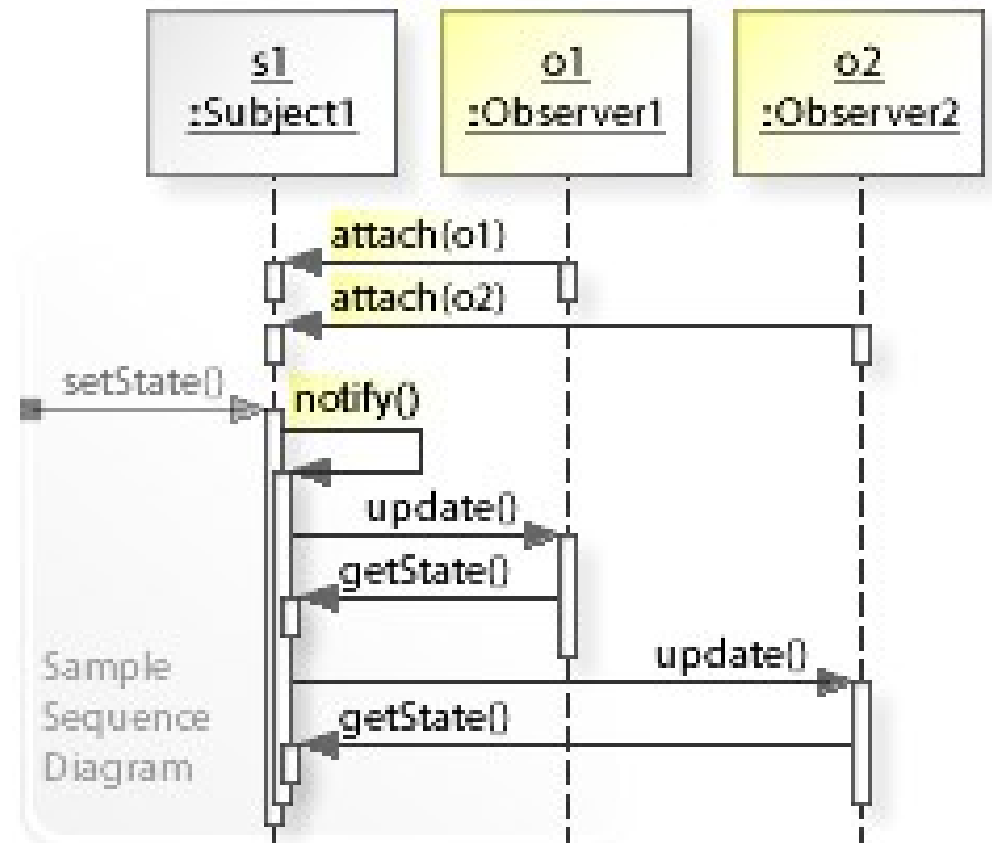 s1
:Subject1
o1
:Observer1
o2
:Observer2
attach(o1)
attach(o2)
setState()
notify()
update()
getState()
update()
getState()
Sample
Sequence
Diagram